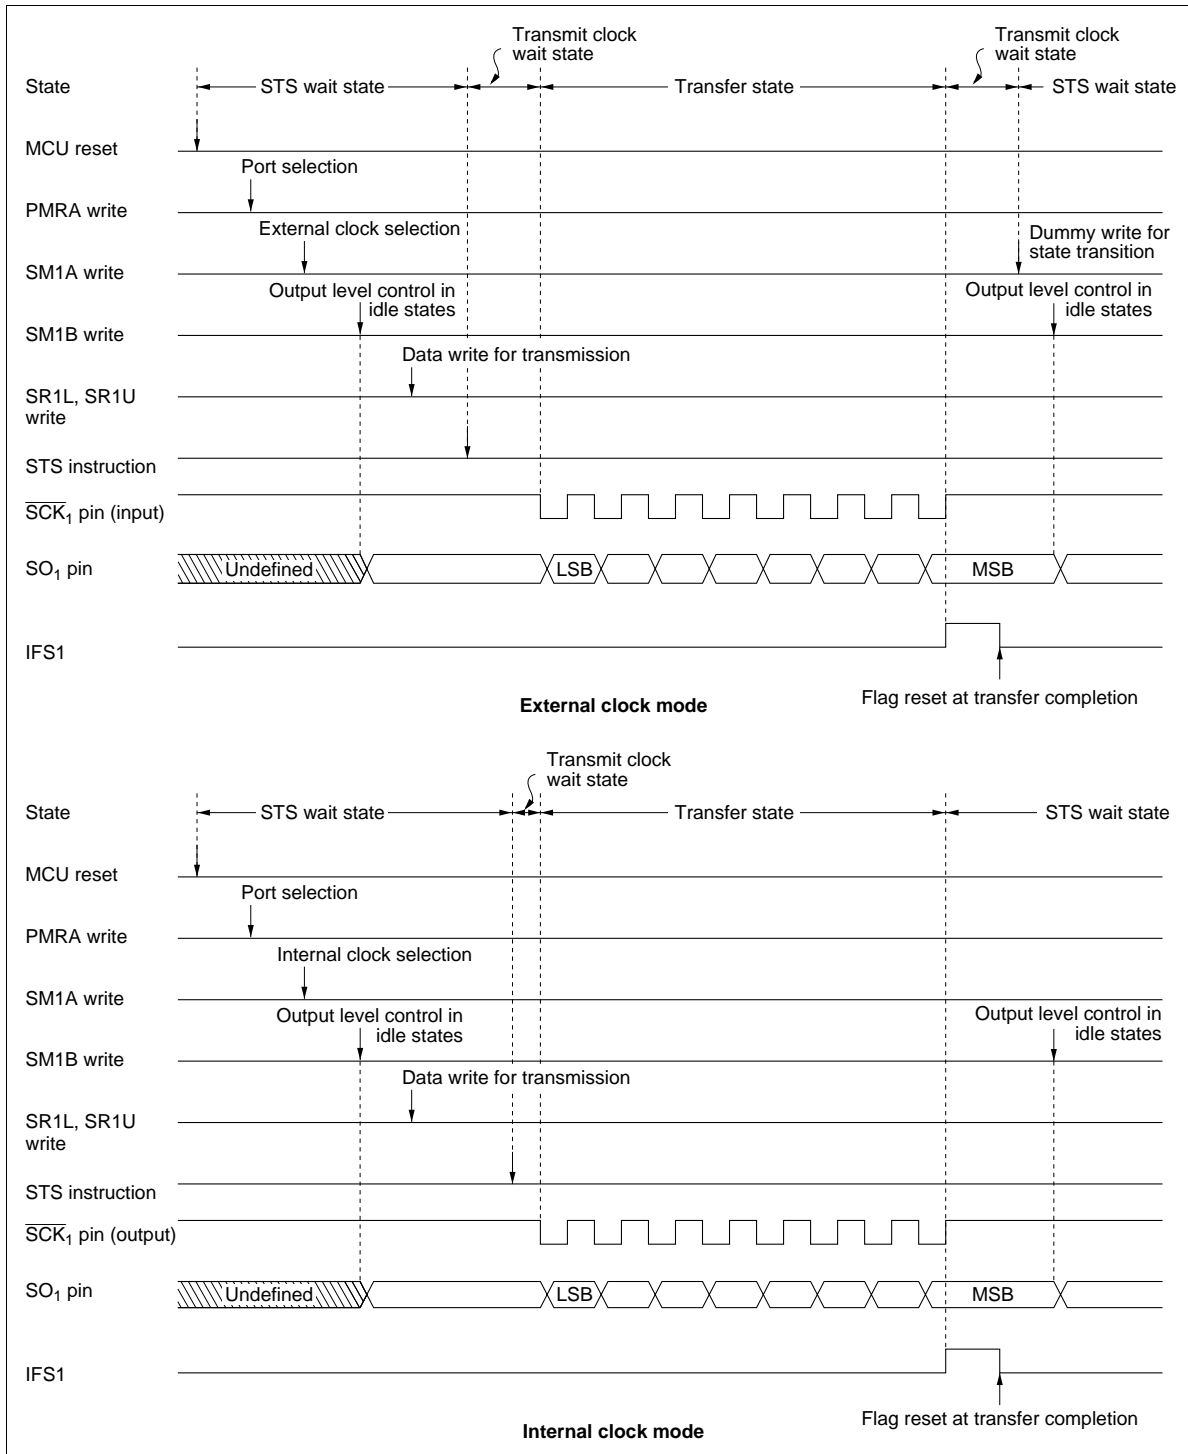 Transmit clock
wait state
Transmit clock
wait state
State
STS wait state
Transfer state
STS wait state
MCU reset
Port selection
PMRA write
External clock selection
Dummy write for
state transition
SM1A write
Output level control in
idle states
Output level control in
idle states
SM1B write
Data write for transmission
SR1L, SR1U
write
STS instruction
S̅C̅K̅₁ pin (input)
SO₁ pin
Undefined
LSB
MSB
IFS1
Flag reset at transfer completion
External clock mode
Transmit clock
wait state
State
STS wait state
Transfer state
STS wait state
MCU reset
Port selection
PMRA write
Internal clock selection
SM1A write
Output level control in
idle states
Output level control in
idle states
SM1B write
Data write for transmission
SR1L, SR1U
write
STS instruction
S̅C̅K̅₁ pin (output)
SO₁ pin
Undefined
LSB
MSB
IFS1
Flag reset at transfer completion
Internal clock mode